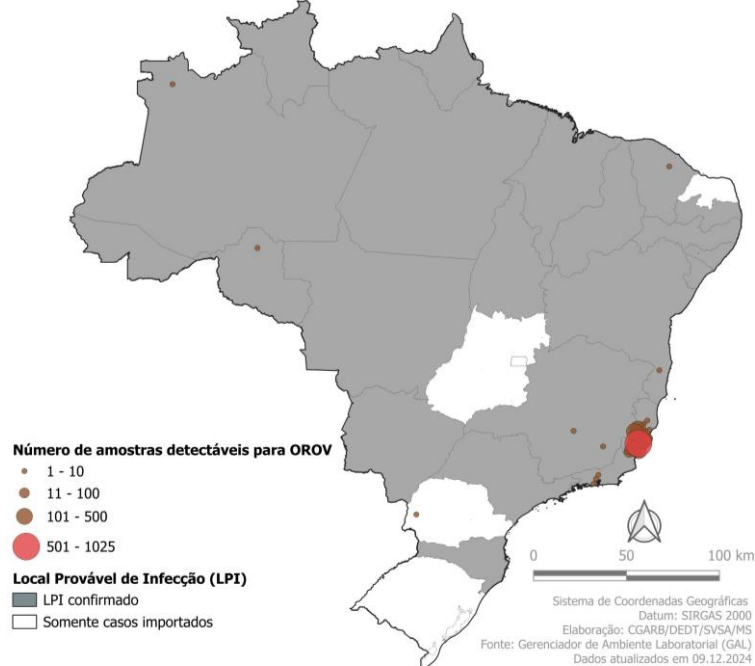 Número de amostras detectáveis para OROV
1 - 10
11 - 100
101 - 500
501 - 1025
Local Provável de Infecção (LPI)
LPI confirmado
Somente casos importados
0 50 100 km
Sistema de Coordenadas Geográficas
Datum: SIRGAS 2000
Elaboração: CGARB/DEDT/SVSA/MS
Fonte: Gerenciador de Ambiente Laboratorial (GAL)
Dados atualizados em 09.12.2024